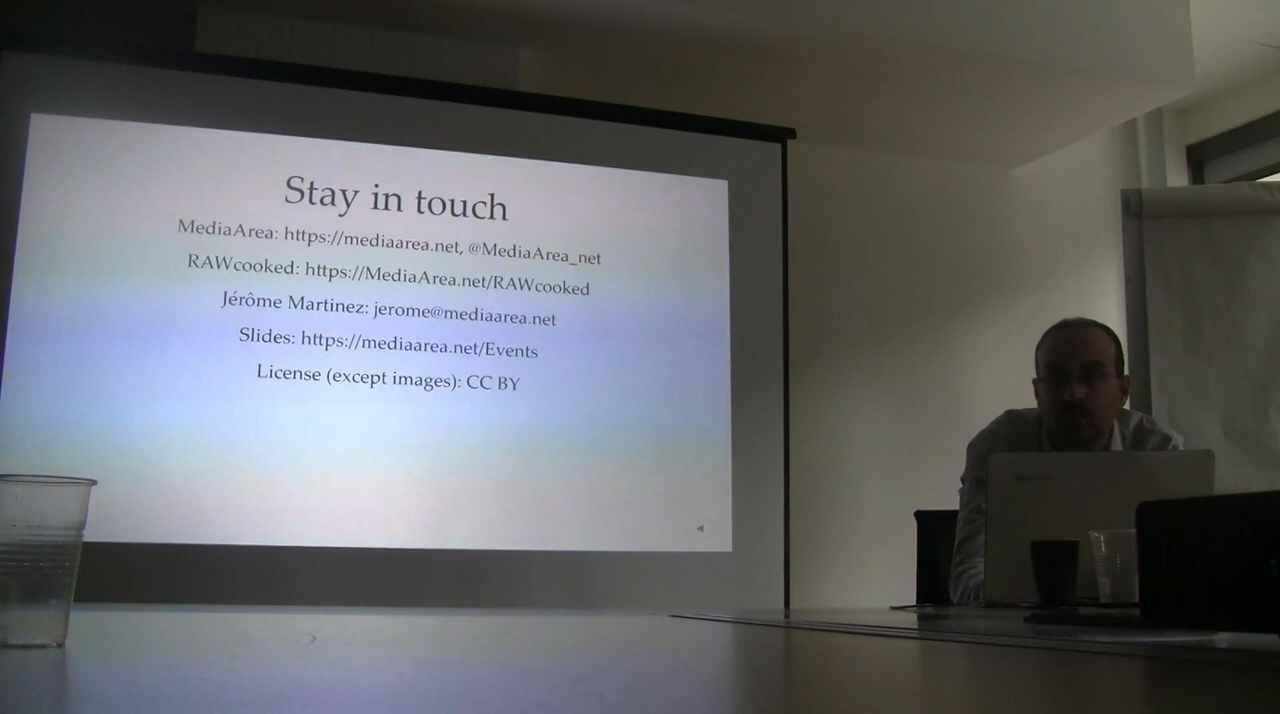 Stay in touch
MediaArea: https://mediaarea.net, @MediaArea_net
RAWcooked: https://MediaArea.net/RAWcooked
Jérôme Martinez: jerome@mediaarea.net
Slides: https://mediaarea.net/Events
License (except images): CC BY